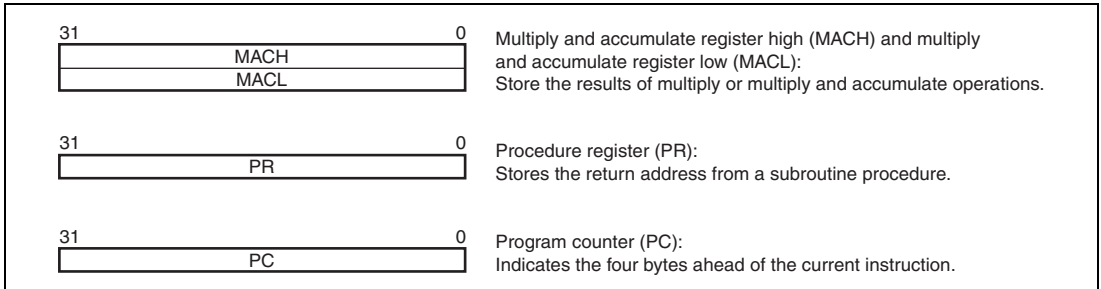 31 0
MACH
MACL
Multiply and accumulate register high (MACH) and multiply
and accumulate register low (MACL):
Store the results of multiply or multiply and accumulate operations.
31 0
PR
Procedure register (PR):
Stores the return address from a subroutine procedure.
31 0
PC
Program counter (PC):
Indicates the four bytes ahead of the current instruction.